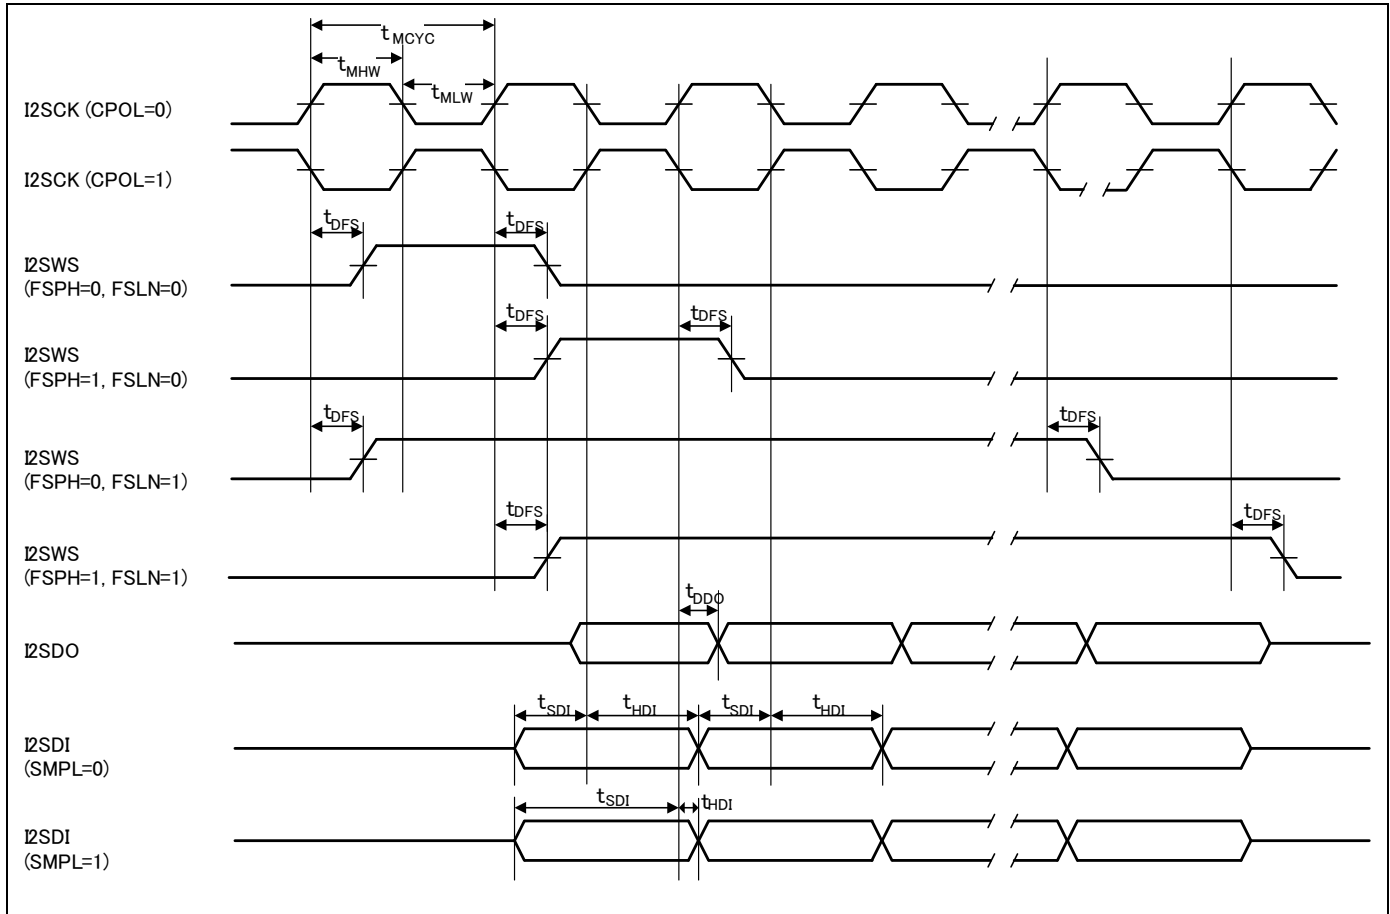 tMCYC
tMHW
tMLW
I2SCK (CPOL=0)
I2SCK (CPOL=1)
tDFS tDFS
I2SWS
(FSPH=0, FSLN=0)
tDFS tDFS
I2SWS
(FSPH=1, FSLN=0)
tDFS tDFS
I2SWS
(FSPH=0, FSLN=1)
tDFS tDFS
I2SWS
(FSPH=1, FSLN=1)
tDDO
I2SDO
tSDI tHDI tSDI tHDI
I2SDI
(SMPL=0)
tSDI tHDI
I2SDI
(SMPL=1)